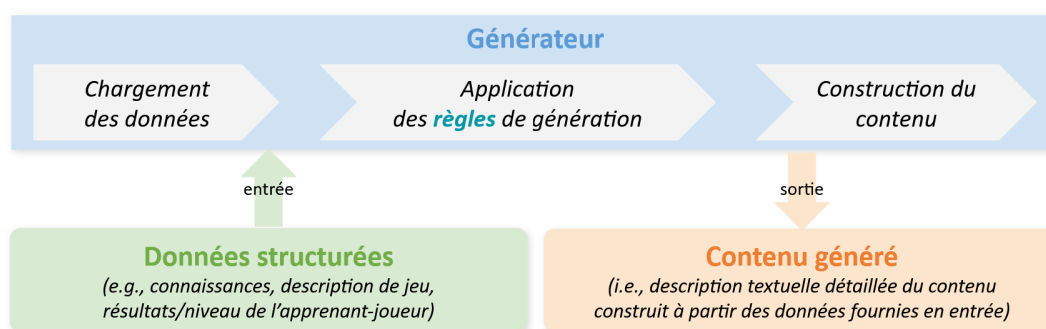 Générateur
Chargement
des données
Application
des règles de génération
Construction du
contenu
entrée
sortie
Données structurées
(e.g., connaissances, description de jeu,
résultats/niveau de l'apprenant-joueur)
Contenu généré
(i.e., description textuelle détaillée du contenu
construit à partir des données fournies en entrée)